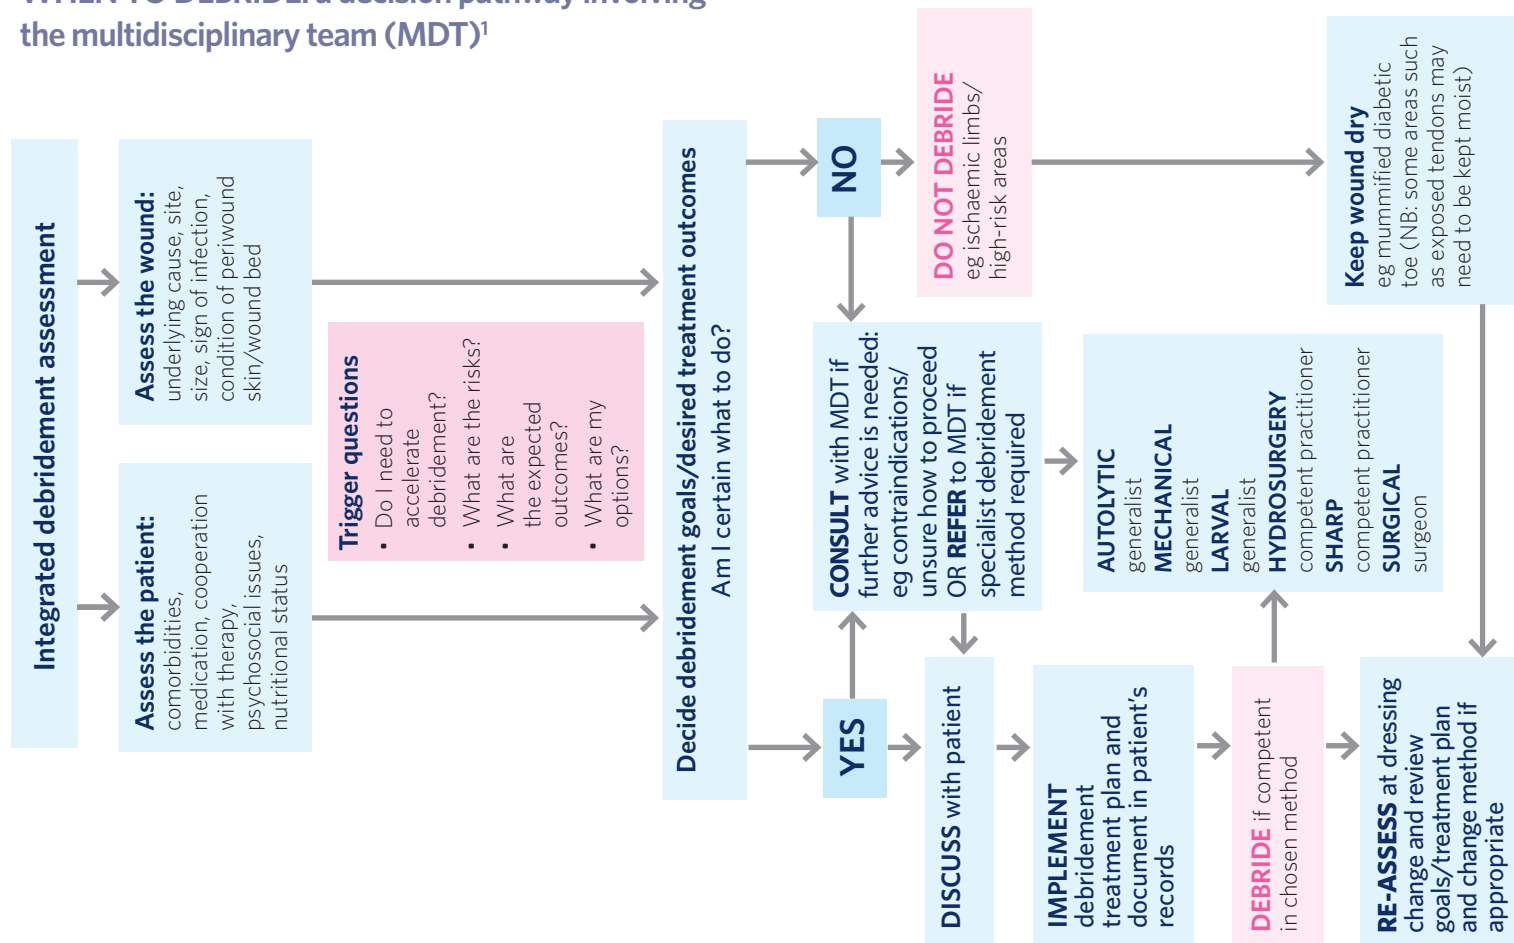 WHEN TO DEBRIDE: a decision pathway involving
the multidisciplinary team (MDT)1
Integrated debridement assessment
Assess the patient:
comorbidities,
medication, cooperation
with therapy,
psychosocial issues,
nutritional status
Assess the wound:
underlying cause, site,
size, sign of infection,
condition of periwound
skin/wound bed
Trigger questions
• Do I need to
accelerate
debridement?
• What are the risks?
• What are
the expected
outcomes?
• What are my
options?
Decide debridement goals/desired treatment outcomes
Am I certain what to do?
YES
NO
CONSULT with MDT if
further advice is needed:
eg contraindications/
unsure how to proceed
OR REFER to MDT if
specialist debridement
method required
DO NOT DEBRIDE
eg ischaemic limbs/
high-risk areas
DISCUSS with patient
IMPLEMENT
debridement
treatment plan and
document in patient's
records
AUTOLYTIC
generalist
MECHANICAL
generalist
LARVAL
generalist
HYDROSURGERY
competent practitioner
SHARP
competent practitioner
SURGICAL
surgeon
DEBRIDE if competent
in chosen method
Keep wound dry
eg mummified diabetic
toe (NB: some areas such
as exposed tendons may
need to be kept moist)
RE-ASSESS at dressing
change and review
goals/treatment plan
and change method if
appropriate